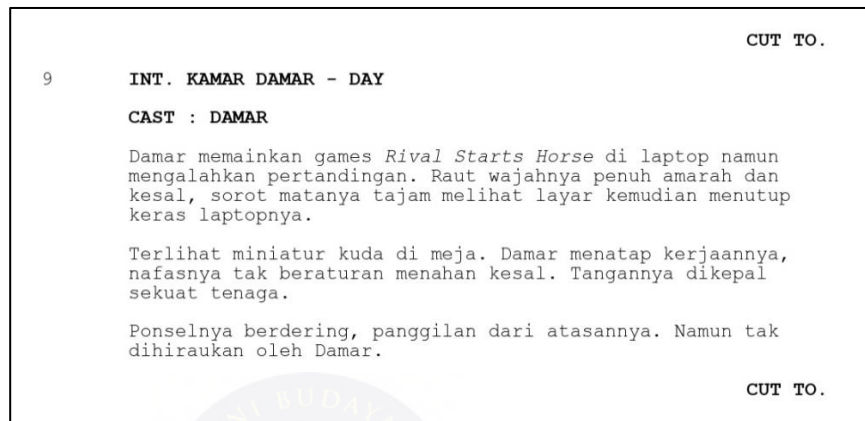 CUT TO.
9 INT. KAMAR DAMAR - DAY
CAST : DAMAR
Damar memainkan games Rival Starts Horse di laptop namun
mengalahkan pertandingan. Raut wajahnya penuh amarah dan
kesal, sorot matanya tajam melihat layar kemudian menutup
keras laptopnya.
Terlihat miniatur kuda di meja. Damar menatap kerjaannya,
nafasnya tak beraturan menahan kesal. Tangannya dikepal
sekuat tenaga.
Ponselnya berdering, panggilan dari atasannya. Namun tak
dihiraukan oleh Damar.
CUT TO.